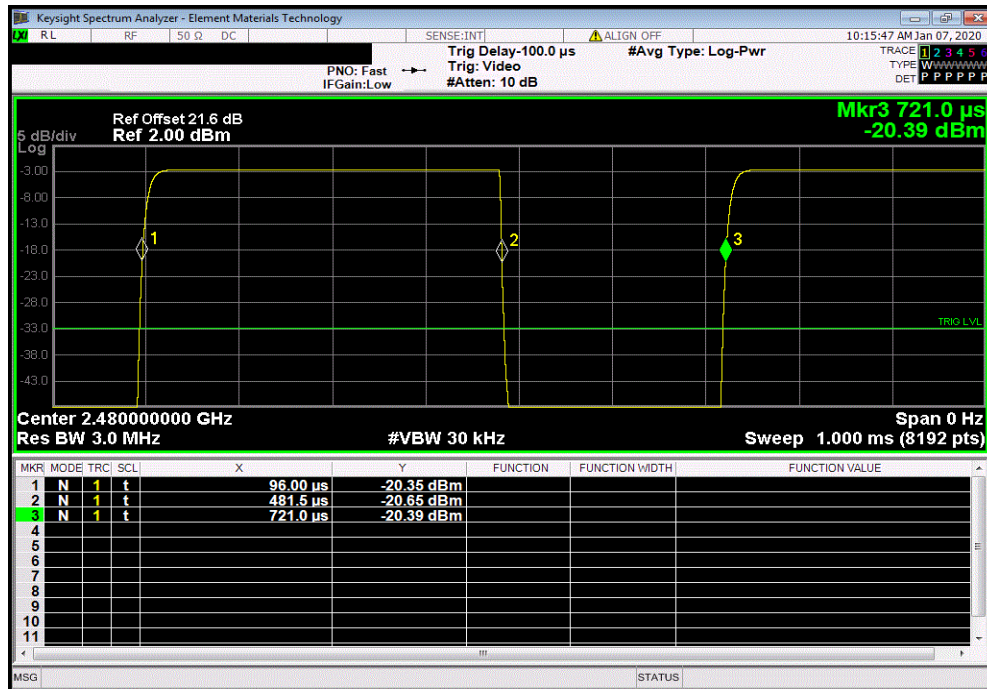 Keysight Spectrum Analyzer - Element Materials Technology
LXI RL RF 50 Ω DC SENSE:INT ALIGN OFF 10:15:47 AM Jan 07, 2020
Trig Delay-100.0 µs #Avg Type: Log-Pwr TRACE 1 2 3 4 5 6
PNO: Fast Trig: Video TYPE WWWWWW
IFGain:Low #Atten: 10 dB DET P P P P P P
Mkr3 721.0 µs
-20.39 dBm
Ref Offset 21.6 dB
5 dB/div Ref 2.00 dBm
Log
-3.00
-8.00
-13.0
1 2 3
-18.0
-23.0
-28.0
-33.0
TRIG LVL
-38.0
-43.0
Center 2.480000000 GHz Span 0 Hz
Res BW 3.0 MHz #VBW 30 kHz Sweep 1.000 ms (8192 pts)
MKR MODE TRC SCL X Y FUNCTION FUNCTION WIDTH FUNCTION VALUE
1 N 1 t 96.00 µs -20.35 dBm
2 N 1 t 481.5 µs -20.65 dBm
3 N 1 t 721.0 µs -20.39 dBm
4
5
6
7
8
9
10
11
MSG STATUS